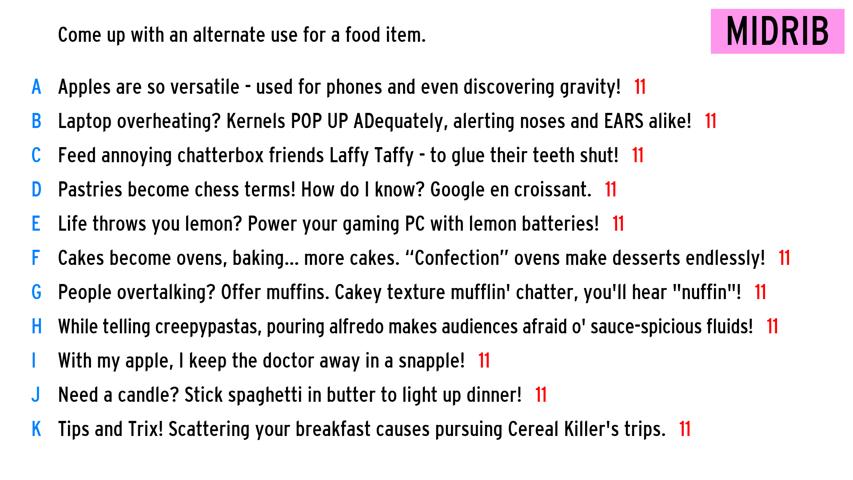 Come up with an alternate use for a food item.
MIDRIB
A Apples are so versatile - used for phones and even discovering gravity! 11
B Laptop overheating? Kernels POP UP ADequately, alerting noses and EARS alike! 11
C Feed annoying chatterbox friends Laffy Taffy - to glue their teeth shut! 11
D Pastries become chess terms! How do I know? Google en croissant. 11
E Life throws you lemon? Power your gaming PC with lemon batteries! 11
F Cakes become ovens, baking... more cakes. “Confection” ovens make desserts endlessly! 11
G People overtalking? Offer muffins. Cakey texture mufflin' chatter, you'll hear "nuffin"! 11
H While telling creepypastas, pouring alfredo makes audiences afraid o' sauce-spicious fluids! 11
I With my apple, I keep the doctor away in a snapple! 11
J Need a candle? Stick spaghetti in butter to light up dinner! 11
K Tips and Trix! Scattering your breakfast causes pursuing Cereal Killer's trips. 11